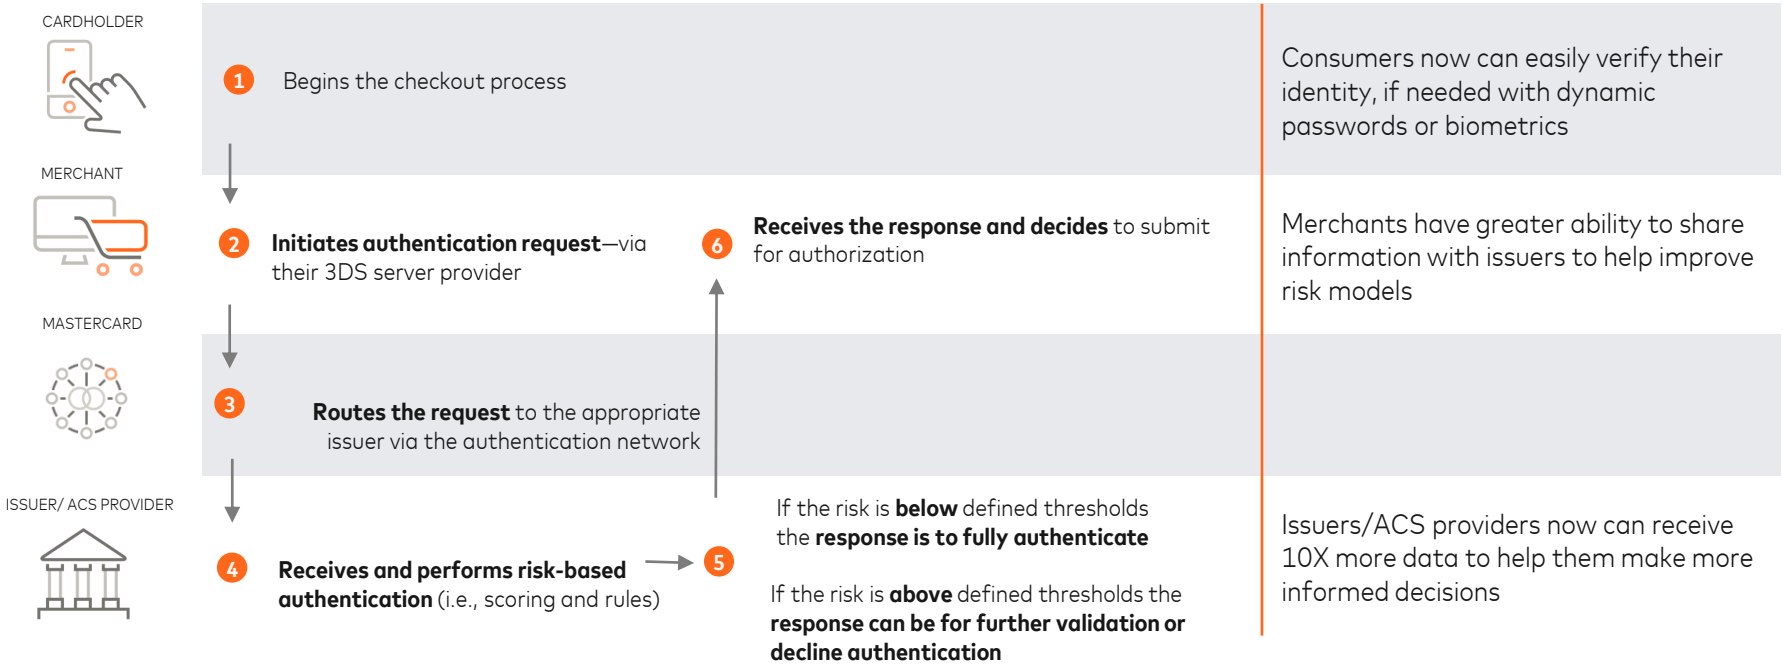 CARDHOLDER
1
Begins the checkout process
Consumers now can easily verify their
identity, if needed with dynamic
passwords or biometrics
MERCHANT
2
Initiates authentication request—via
their 3DS server provider
6
Receives the response and decides to submit
for authorization
Merchants have greater ability to share
information with issuers to help improve
risk models
MASTERCARD
3
Routes the request to the appropriate
issuer via the authentication network
ISSUER/ ACS PROVIDER
4
Receives and performs risk-based
authentication (i.e., scoring and rules)
5
If the risk is below defined thresholds
the response is to fully authenticate
If the risk is above defined thresholds the
response can be for further validation or
decline authentication
Issuers/ACS providers now can receive
10X more data to help them make more
informed decisions